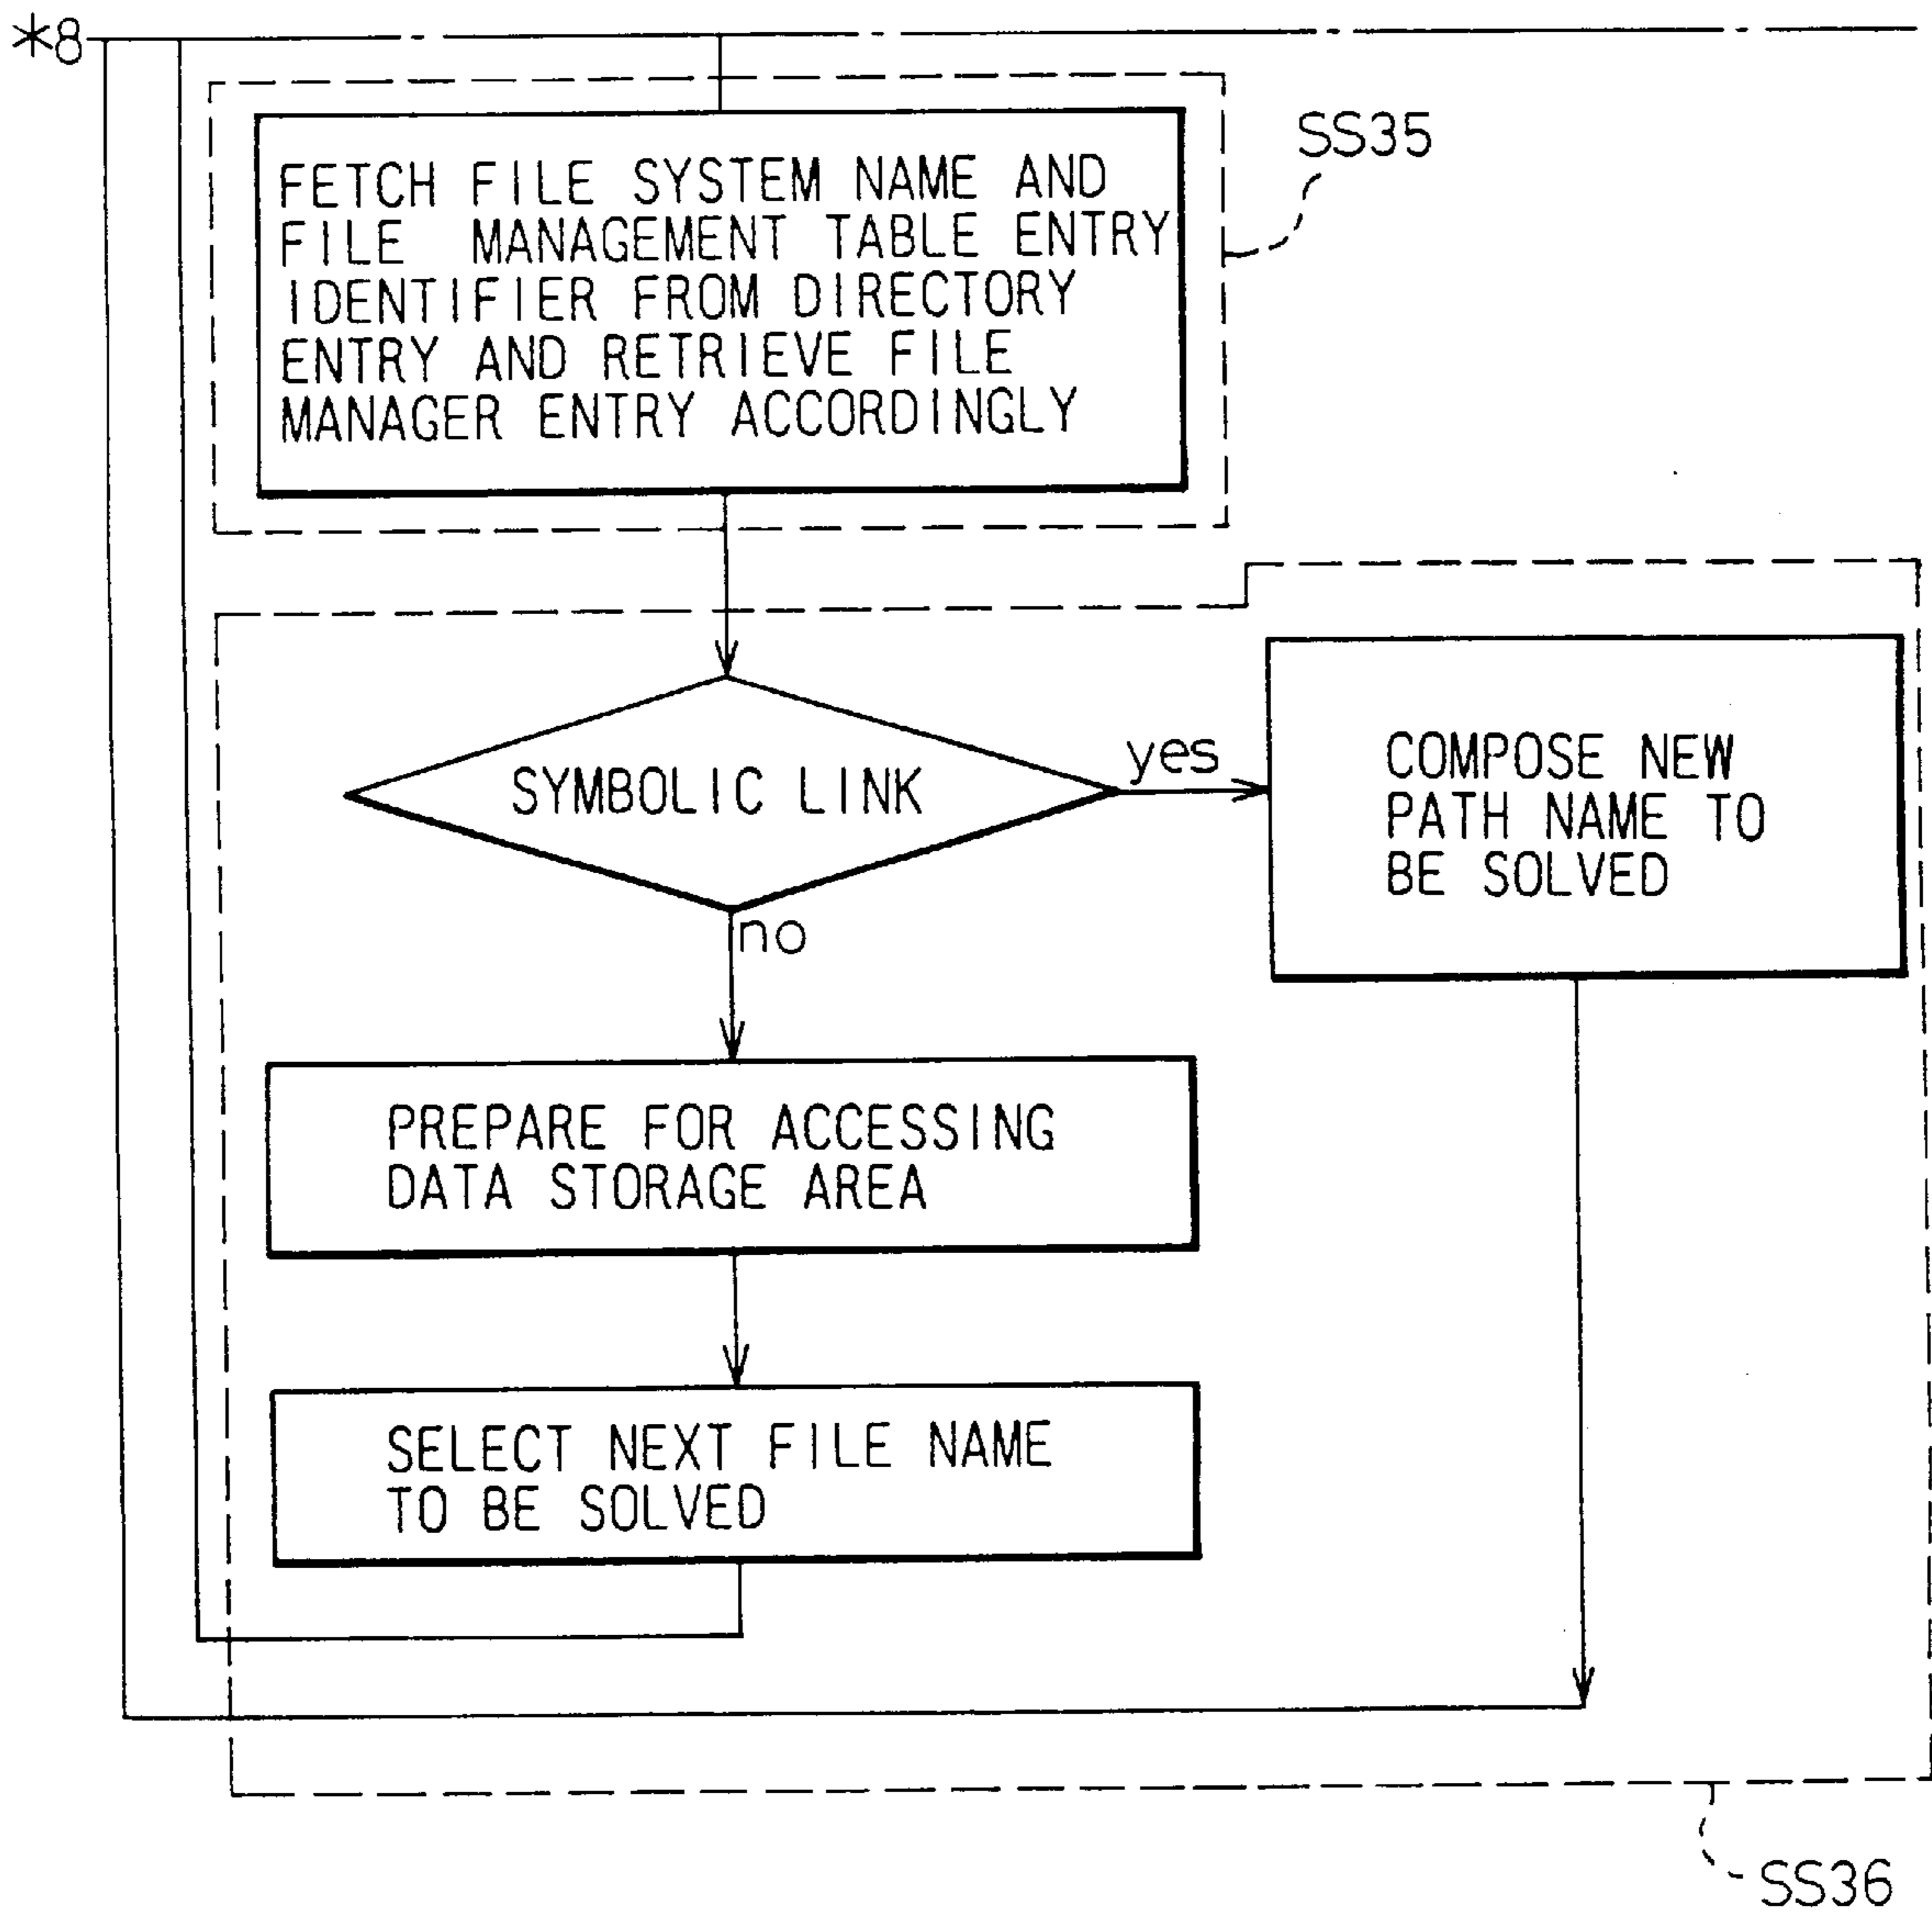 *8
SS35
FETCH FILE SYSTEM NAME AND
FILE MANAGEMENT TABLE ENTRY
IDENTIFIER FROM DIRECTORY
ENTRY AND RETRIEVE FILE
MANAGER ENTRY ACCORDINGLY
SYMBOLIC LINK
yes
COMPOSE NEW
PATH NAME TO
BE SOLVED
no
PREPARE FOR ACCESSING
DATA STORAGE AREA
SELECT NEXT FILE NAME
TO BE SOLVED
SS36